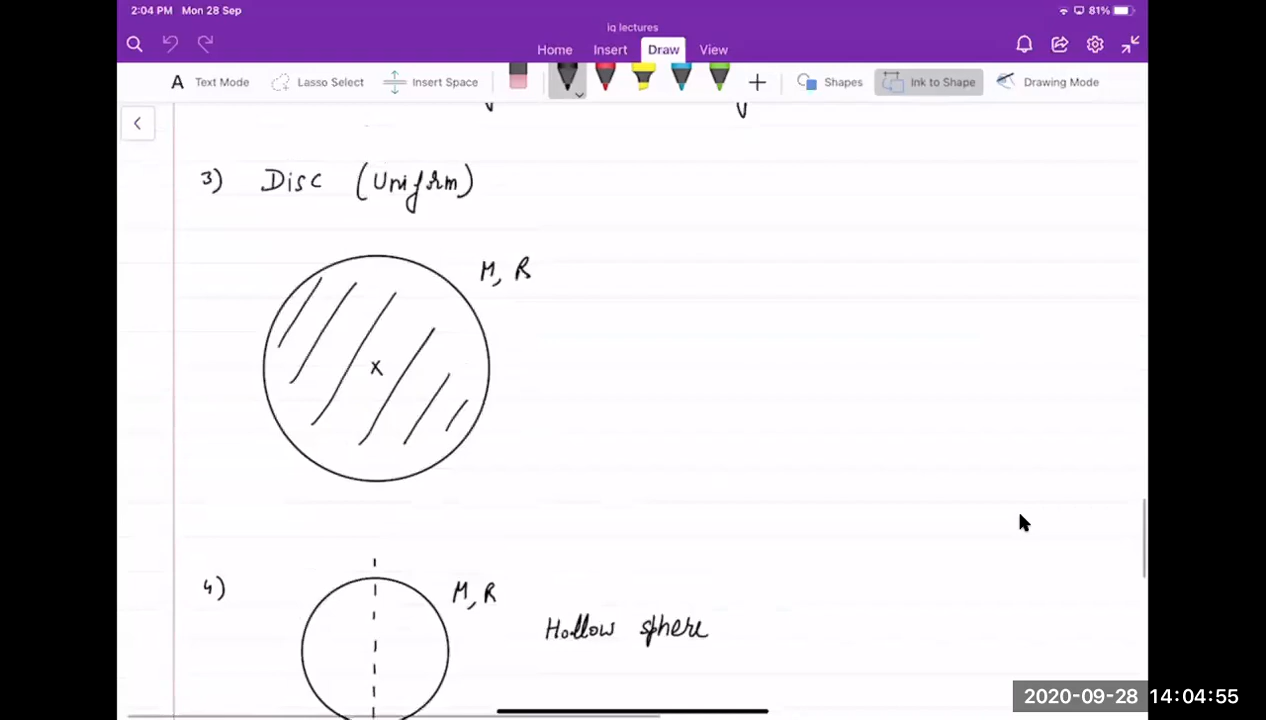 2:04 PM Mon 28 Sep
81%
iq lectures
Home Insert Draw View
A Text Mode Lasso Select Insert Space Shapes Ink to Shape Drawing Mode
3) Disc (Uniform)
M, R
x
4)
M, R
Hollow sphere
2020-09-28 14:04:55